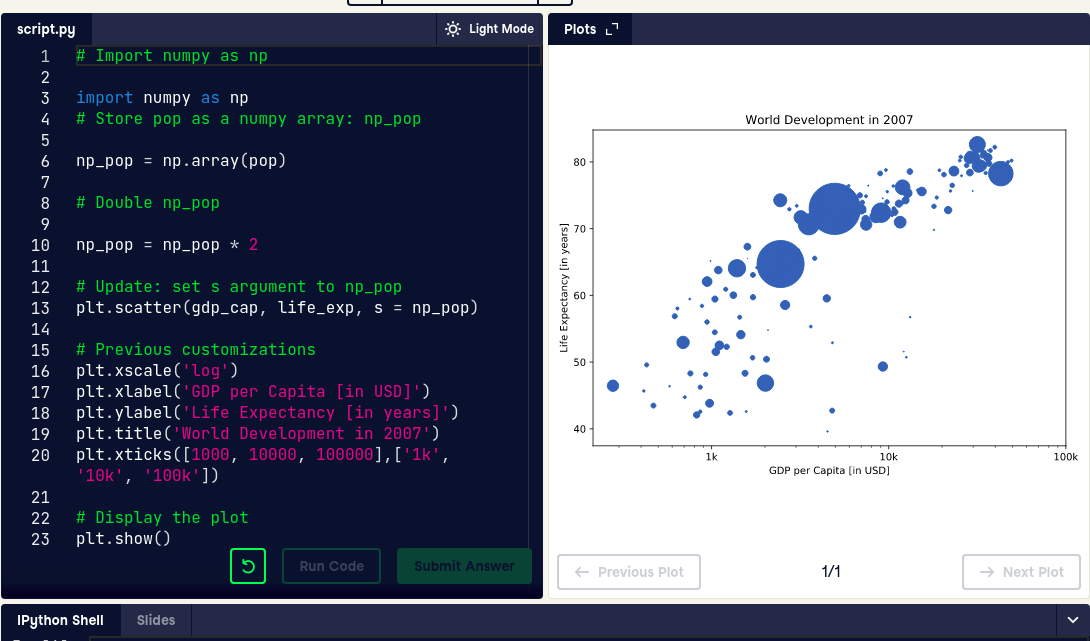 script.py
Light Mode
1 # Import numpy as np
2
3 import numpy as np
4 # Store pop as a numpy array: np_pop
5
6 np_pop = np.array(pop)
7
8 # Double np_pop
9
10 np_pop = np_pop * 2
11
12 # Update: set s argument to np_pop
13 plt.scatter(gdp_cap, life_exp, s = np_pop)
14
15 # Previous customizations
16 plt.xscale('log')
17 plt.xlabel('GDP per Capita [in USD]')
18 plt.ylabel('Life Expectancy [in years]')
19 plt.title('World Development in 2007')
20 plt.xticks([1000, 10000, 100000],['1k',
'10k', '100k'])
21
22 # Display the plot
23 plt.show()
Run Code
Submit Answer
Plots
World Development in 2007
Life Expectancy [in years]
80
70
60
50
40
1k 10k 100k
GDP per Capita [in USD]
Previous Plot
1/1
Next Plot
IPython Shell
Slides